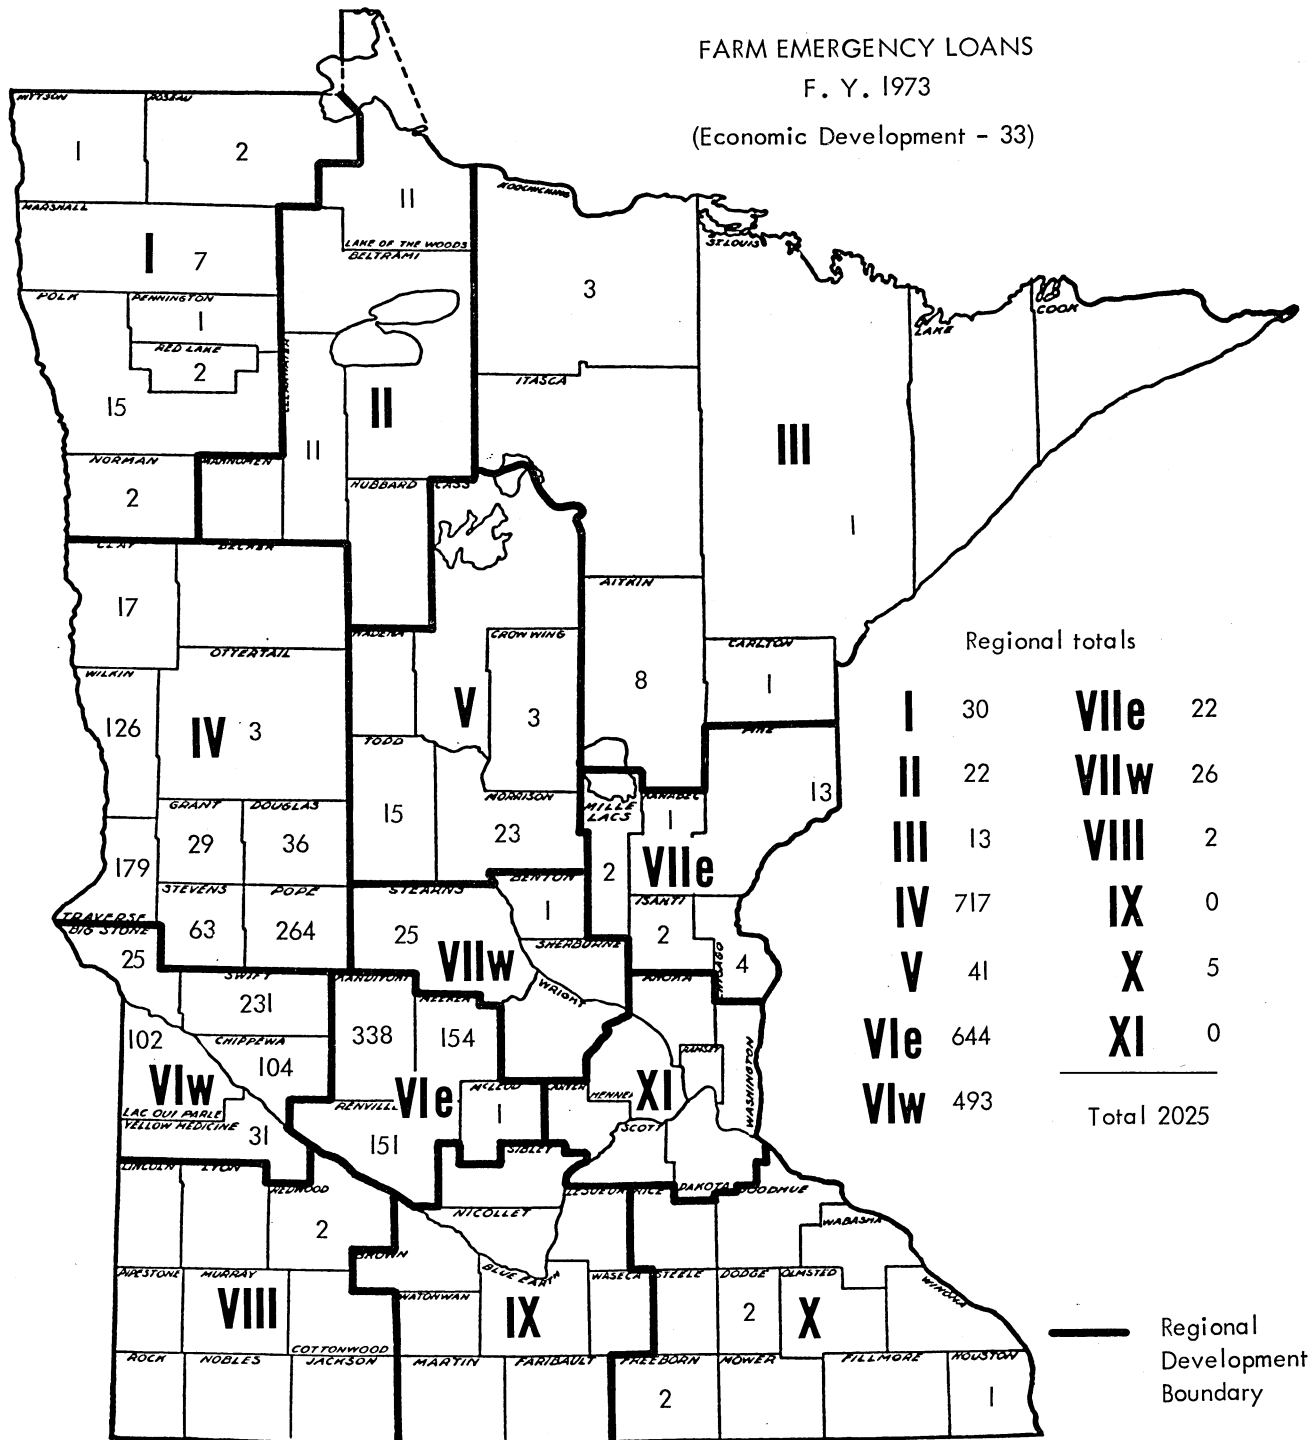 FARM EMERGENCY LOANS
F. Y. 1973
(Economic Development - 33)
KITTSON
ROSEAU
1
2
11
KOOCHICHING
MARSHALL
LAKE OF THE WOODS
ST. LOUIS
I
7
BELTRAMI
3
POLK
PENNINGTON
1
COOK
LAKE
RED LAKE
2
CLEARWATER
ITASCA
15
II
III
11
NORMAN
MAHNOMEN
HUBBARD
CASS
2
1
CLAY
BECKER
AITKIN
17
WADENA
CROW WING
CARLTON
OTTERTAIL
WILKIN
8
1
126
IV
3
V
3
PINE
TODD
13
GRANT
DOUGLAS
MORRISON
MILLE
LACS
KANABEC
29
36
15
23
1
179
2
VIIe
STEVENS
POPE
STEARNS
BENTON
ISANTI
TRAVERSE
BIG STONE
63
264
25
1
2
25
VIIw
SHERBURNE
CHISAGO
4
SWIFT
KANDIYOHI
ANOKA
231
MEEKER
WRIGHT
102
CHIPPEWA
338
154
104
RAMSEY
WASHINGTON
VIw
VIe
MCLEOD
CARVER
HENNEPIN
XI
LAC QUI PARLE
RENVILLE
1
YELLOW MEDICINE
31
151
SCOTT
SIBLEY
LINCOLN
LYON
REDWOOD
LESUEUR
RICE
DAKOTA
GOODHUE
2
NICOLLET
WABASHA
BROWN
BLUE EARTH
PIPESTONE
MURRAY
WASECA
STEELE
DODGE
OLMSTED
WINONA
VIII
WATONWAN
IX
2
X
COTTONWOOD
ROCK
NOBLES
JACKSON
MARTIN
FARIBAULT
FREEBORN
MOWER
FILLMORE
HOUSTON
2
1
Regional totals
I 30 VIIe 22
II 22 VIIw 26
III 13 VIII 2
IV 717 IX 0
V 41 X 5
VIe 644 XI 0
VIw 493
Total 2025
Regional
Development
Boundary